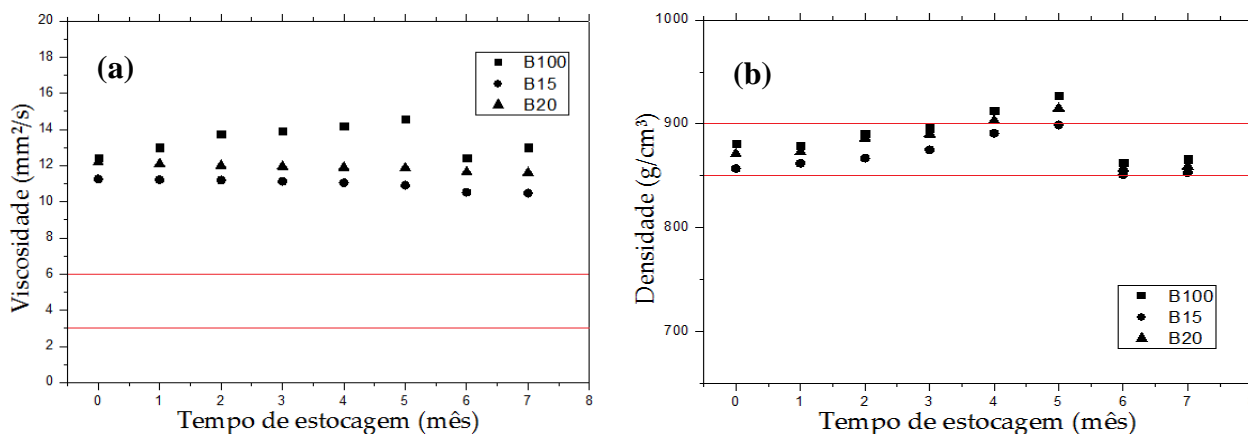 (a)
Viscosidade (mm²/s)
20
18
16
14
12
10
8
6
4
2
0
B100
B15
B20
0 1 2 3 4 5 6 7 8
Tempo de estocagem (mês)
(b)
Densidade (g/cm³)
1000
900
800
700
B100
B15
B20
0 1 2 3 4 5 6 7
Tempo de estocagem (mês)